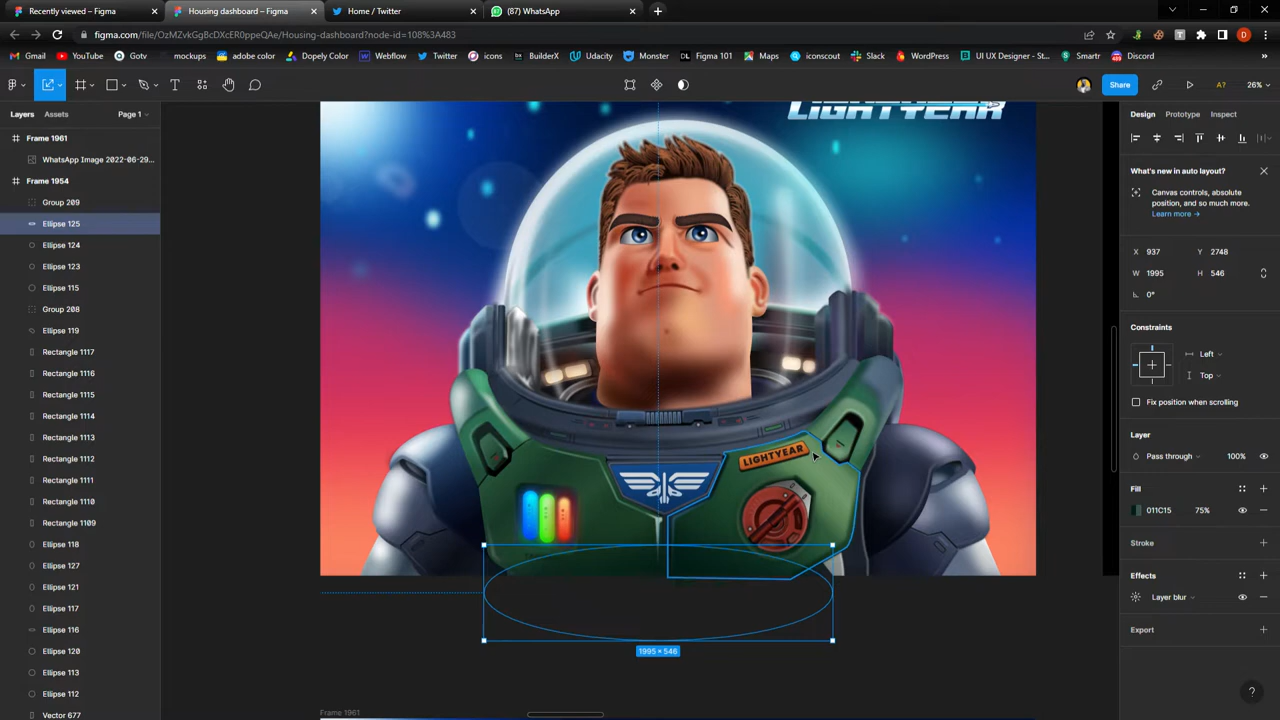 Recently viewed – Figma
Housing dashboard – Figma
Home / Twitter
(87) WhatsApp
figma.com/file/OzMZvkGgBcDXcER0ppeQAe/Housing-dashboard?node-id=108%3A483
Gmail YouTube Gotv mockups adobe color Dopely Color Webflow Twitter icons BuilderX Udacity Monster Figma 101 Maps iconscout Slack WordPress UI UX Designer - St... Smartt Discord
Share A? 26%
Layers Assets Page 1
Frame 1961
WhatsApp Image 2022-06-29...
Frame 1954
Group 209
Ellipse 125
Ellipse 124
Ellipse 123
Ellipse 115
Group 208
Ellipse 119
Rectangle 1117
Rectangle 1116
Rectangle 1115
Rectangle 1114
Rectangle 1113
Rectangle 1112
Rectangle 1111
Rectangle 1110
Rectangle 1109
Ellipse 118
Ellipse 127
Ellipse 121
Ellipse 117
Ellipse 116
Ellipse 120
Ellipse 113
Ellipse 112
Vector 677
LIGHTYEAR
LIGHTYEAR
1995 × 546
Frame 1961
Design Prototype Inspect
What's new in auto layout?
Canvas controls, absolute
position, and so much more.
Learn more →
X 937 Y 2748
W 1995 H 546
0°
Constraints
Left
Top
Fix position when scrolling
Layer
Pass through 100%
Fill
011C15 75%
Stroke
Effects
Layer blur
Export
?